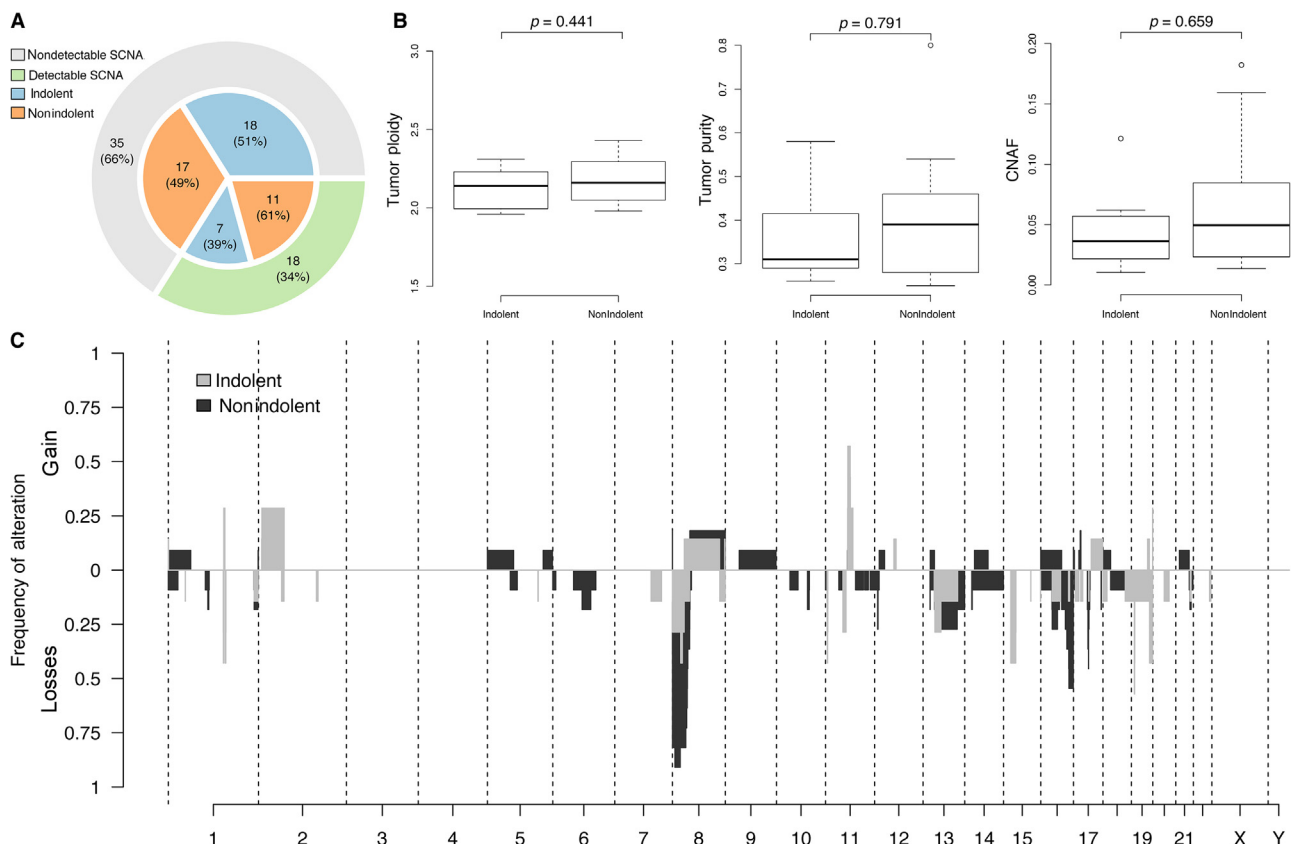 A
Nondetectable SCNA
Detectable SCNA
Indolent
Nonindolent
35
(66%)
18
(51%)
17
(49%)
11
(61%)
7
(39%)
18
(34%)
B
p = 0.441
Tumor ploidy
3.0
2.5
2.0
1.5
Indolent
NonIndolent
p = 0.791
Tumor purity
0.8
0.7
0.6
0.5
0.4
0.3
Indolent
NonIndolent
p = 0.659
CNAF
0.20
0.15
0.10
0.05
0.00
Indolent
NonIndolent
C
Indolent
Nonindolent
Frequency of alteration
Gain
Losses
1
0.75
0.5
0.25
0
0.25
0.5
0.75
1
1 2 3 4 5 6 7 8 9 10 11 12 13 14 15 17 19 21 X Y